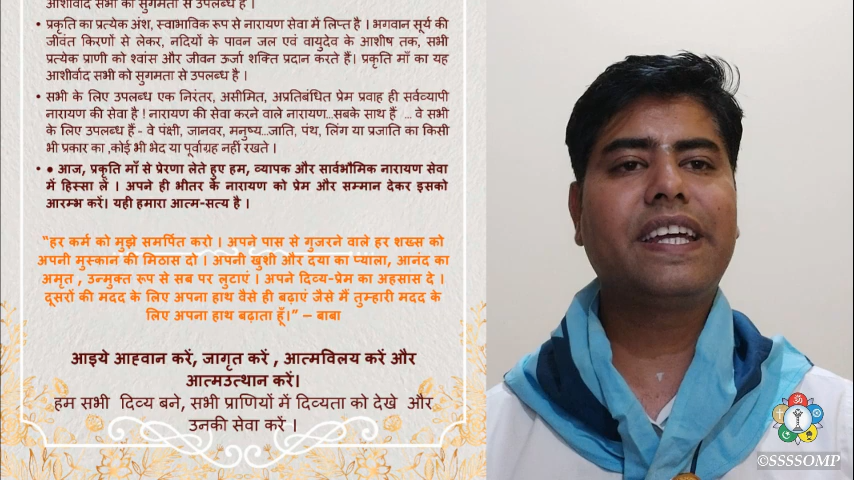 आशीर्वाद सभी को सुगमता से उपलब्ध है ।
• प्रकृति का प्रत्येक अंश, स्वाभाविक रूप से नारायण सेवा में लिप्त है । भगवान सूर्य की
जीवंत किरणों से लेकर, नदियों के पावन जल एवं वायुदेव के आशीष तक, सभी
प्रत्येक प्राणी को श्वांस और जीवन ऊर्जा शक्ति प्रदान करते हैं। प्रकृति माँ का यह
आशीर्वाद सभी को सुगमता से उपलब्ध है ।
• सभी के लिए उपलब्ध एक निरंतर, असीमित, अप्रतिबंधित प्रेम प्रवाह ही सर्वव्यापी
नारायण की सेवा है ! नारायण की सेवा करने वाले नारायण...सबके साथ हैं ... वे सभी
के लिए उपलब्ध हैं - वे पंक्षी, जानवर, मनुष्य...जाति, पंथ, लिंग या प्रजाति का किसी
भी प्रकार का ,कोई भी भेद या पूर्वाग्रह नहीं रखते ।
• • आज, प्रकृति माँ से प्रेरणा लेते हुए हम, व्यापक और सार्वभौमिक नारायण सेवा
में हिस्सा लें । अपने ही भीतर के नारायण को प्रेम और सम्मान देकर इसको
आरम्भ करें। यही हमारा आत्म-सत्य है ।
“हर कर्म को मुझे समर्पित करो । अपने पास से गुजरने वाले हर शख्स को
अपनी मुस्कान की मिठास दो । अपनी खुशी और दया का प्याला, आनंद का
अमृत , उन्मुक्त रूप से सब पर लुटाएं । अपने दिव्य-प्रेम का अहसास दे ।
दूसरों की मदद के लिए अपना हाथ वैसे ही बढ़ाएं जैसे मैं तुम्हारी मदद के
लिए अपना हाथ बढ़ाता हूँ।” – बाबा
आइये आह्वान करें, जागृत करें , आत्मविलय करें और
आत्मउत्थान करें।
हम सभी दिव्य बने, सभी प्राणियों में दिव्यता को देखे और
उनकी सेवा करें ।
©SSSSOMP